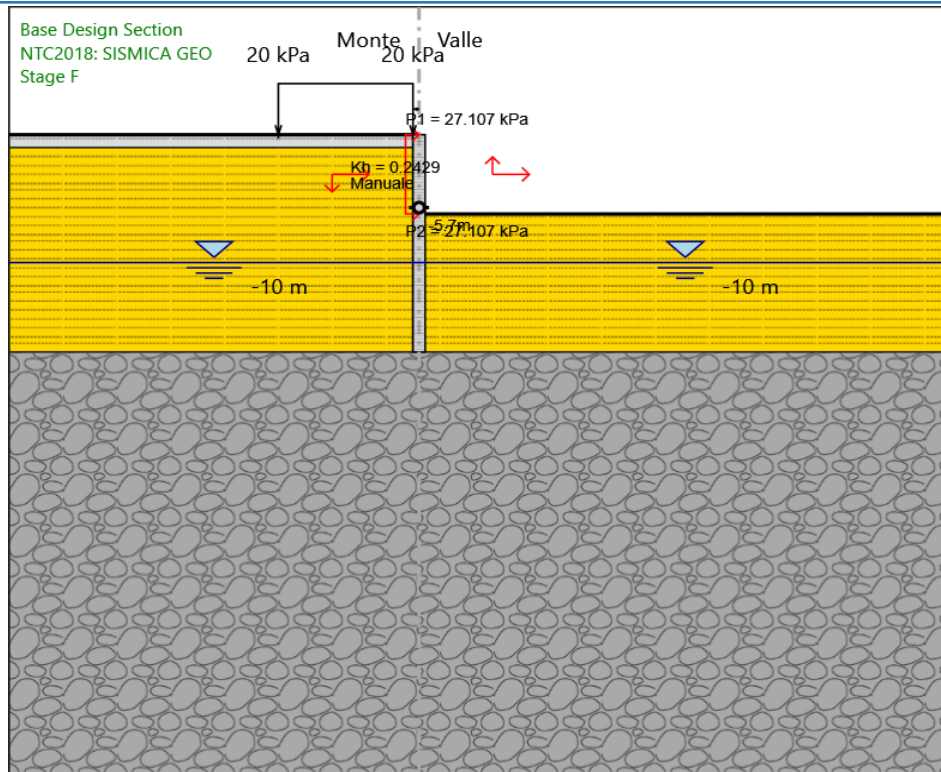 Base Design Section
NTC2018: SISMICA GEO
Stage F
Monte Valle
20 kPa 20 kPa
P1 = 27.107 kPa
Kh = 0.2429
Manuale
-5.7m
P2 = 27.107 kPa
-10 m -10 m